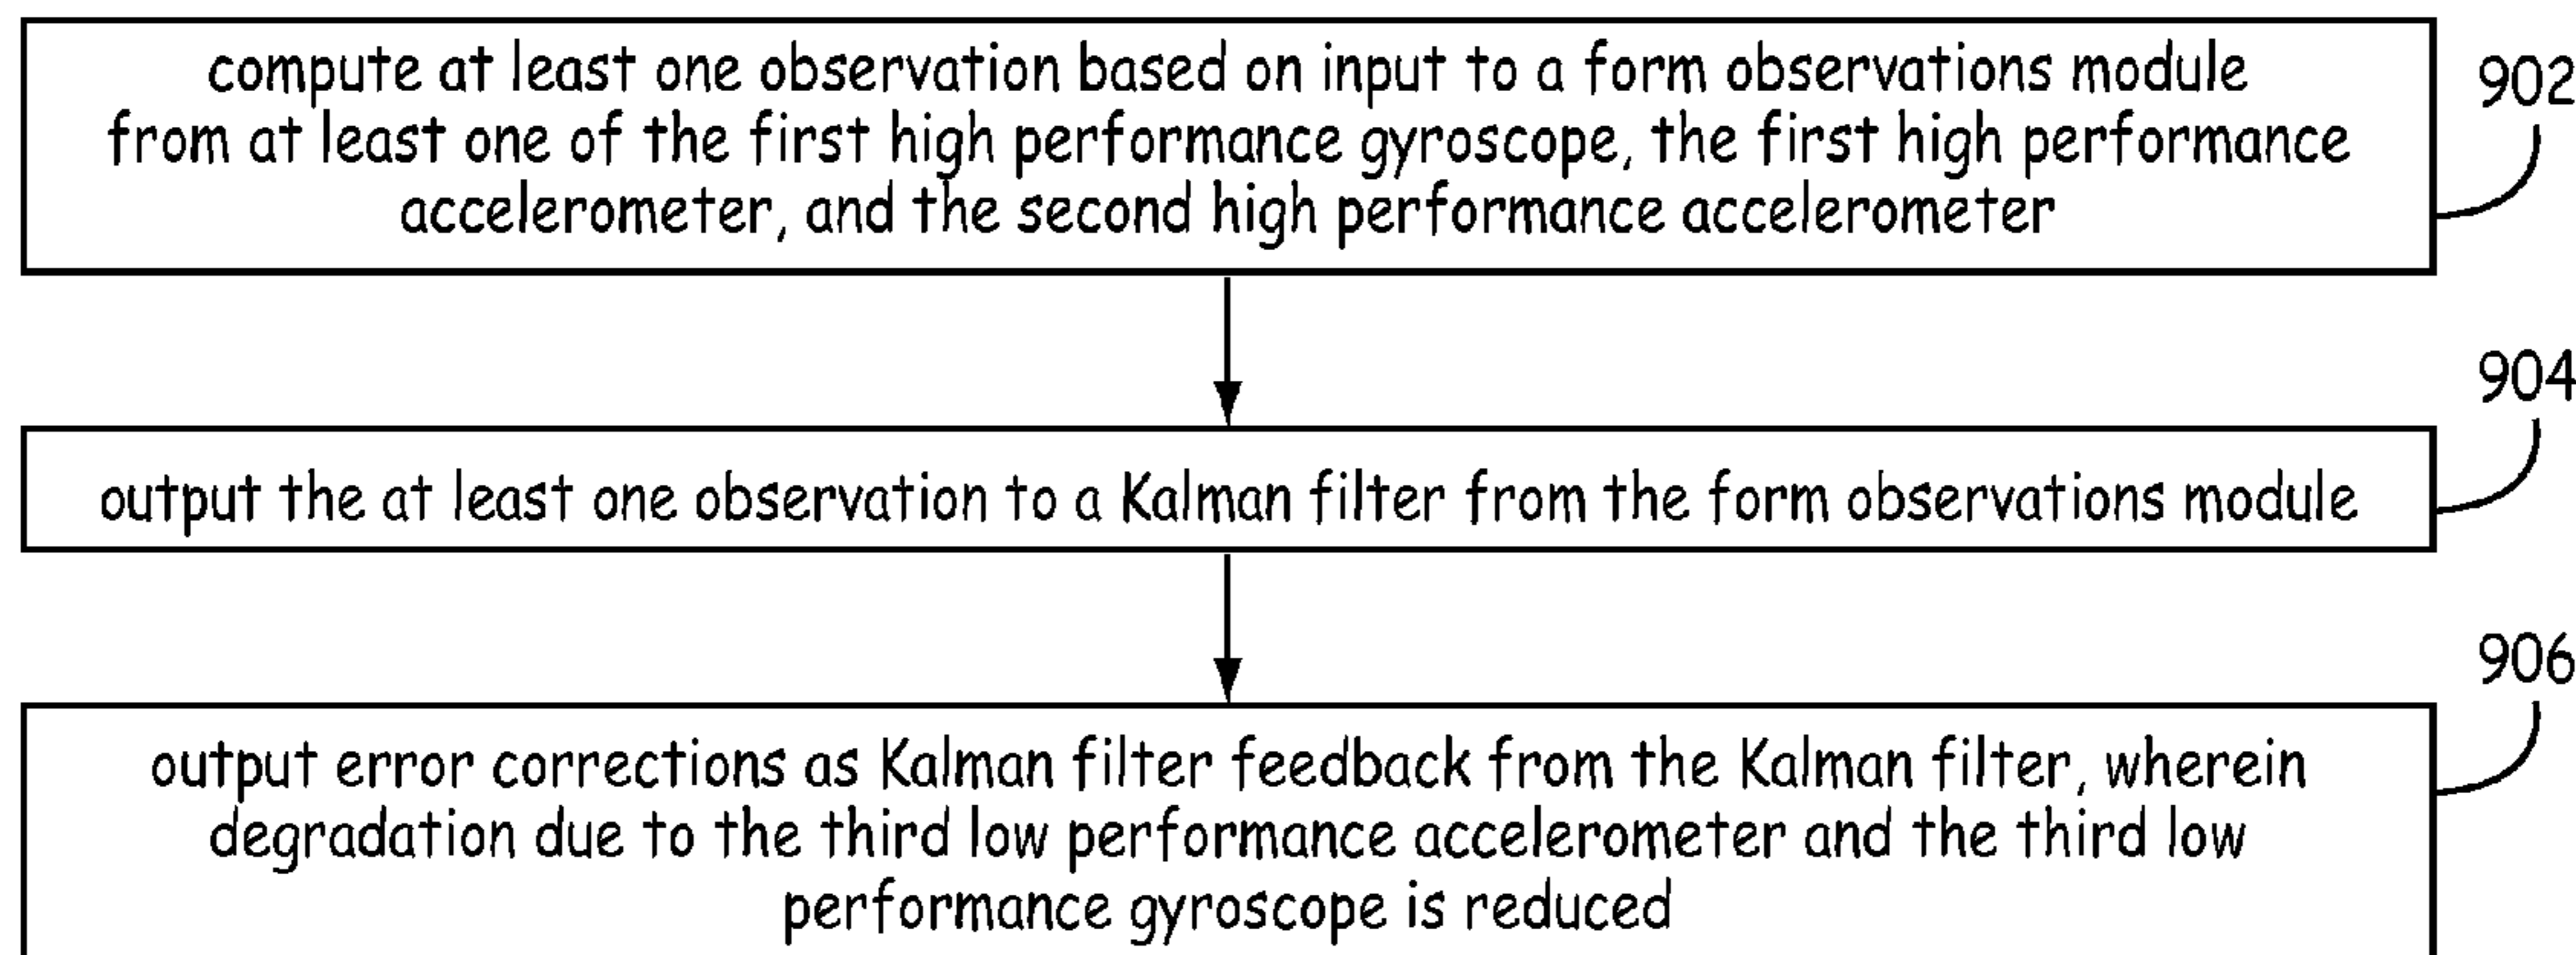 compute at least one observation based on input to a form observations module
from at least one of the first high performance gyroscope, the first high performance
accelerometer, and the second high performance accelerometer
902
output the at least one observation to a Kalman filter from the form observations module
904
output error corrections as Kalman filter feedback from the Kalman filter, wherein
degradation due to the third low performance accelerometer and the third low
performance gyroscope is reduced
906